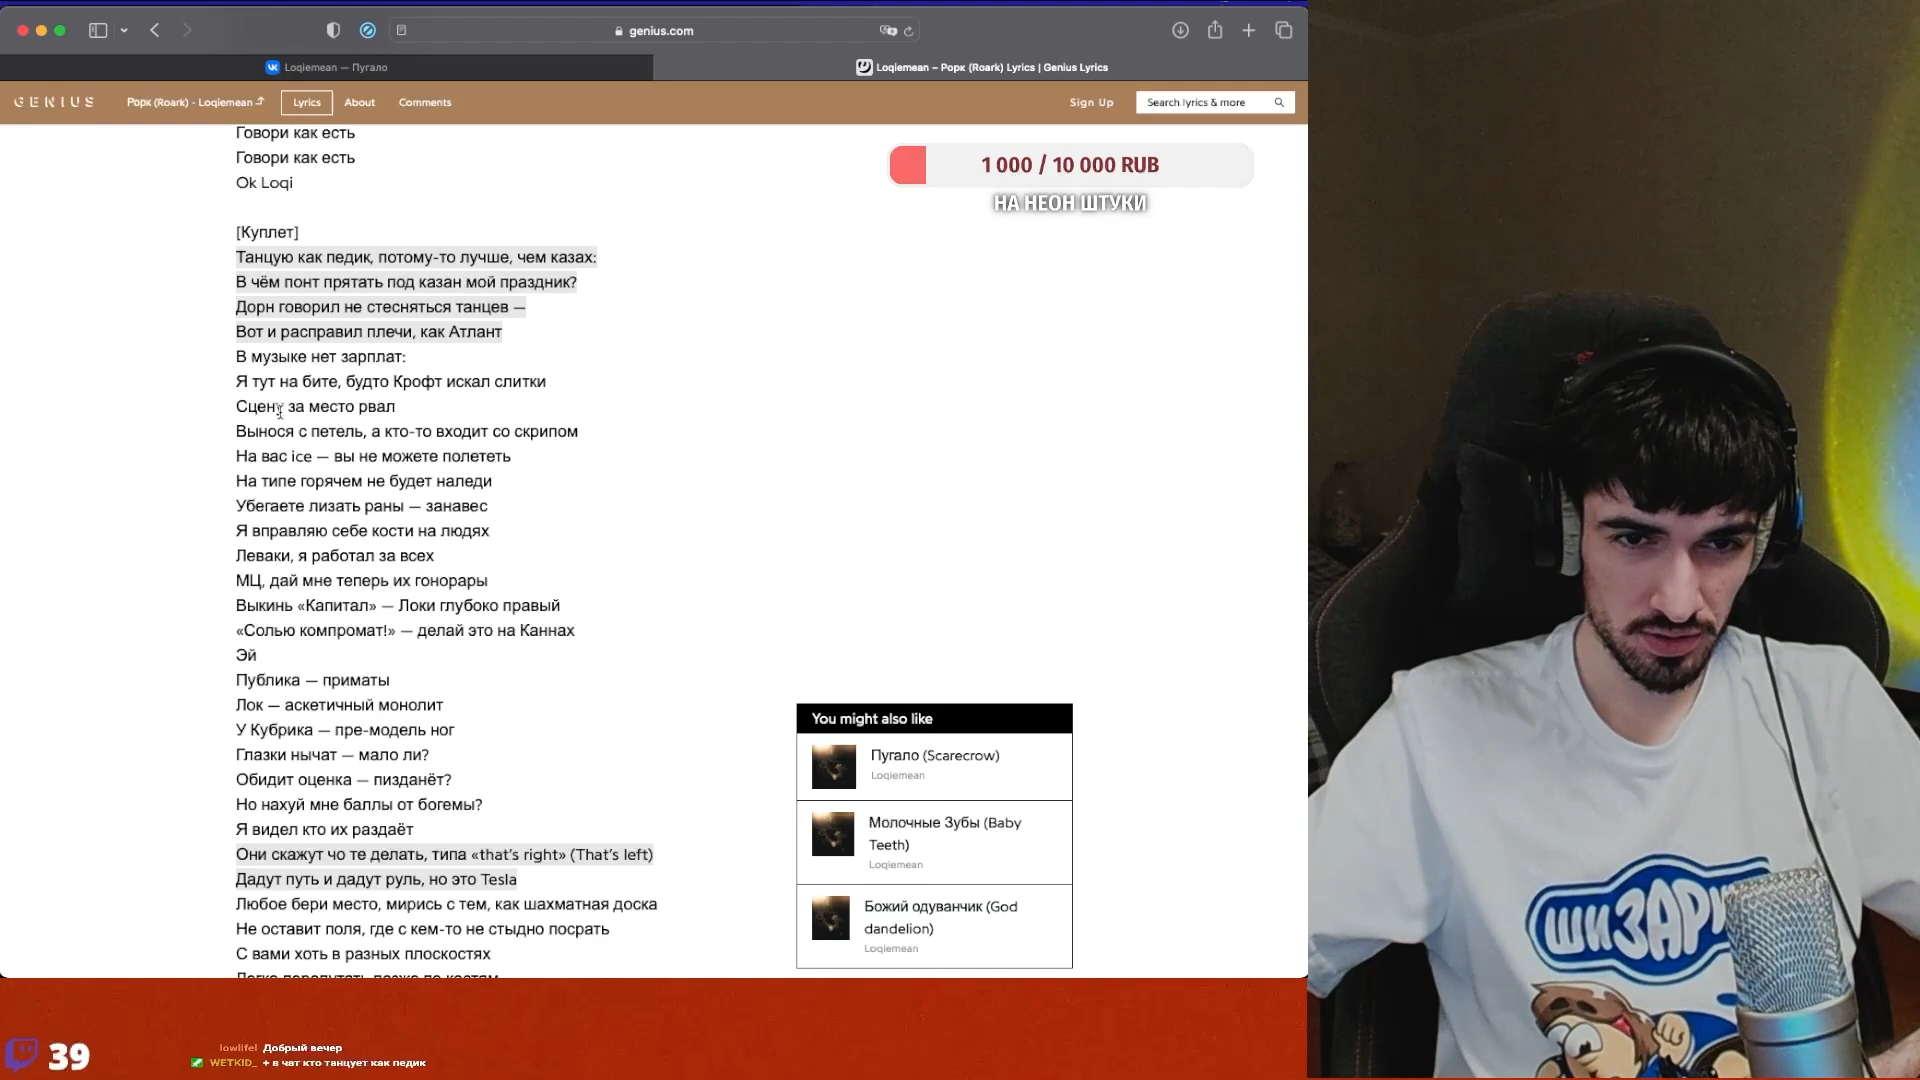 genius.com
Loqiemean — Пугало
Loqiemean – Рорк (Roark) Lyrics | Genius Lyrics
GENIUS
Рорк (Roark) - Loqiemean
Lyrics
About
Comments
Sign Up
Search lyrics & more
Говори как есть
Говори как есть
Ok Loqi
1 000 / 10 000 RUB
НА НЕОН ШТУКИ
[Куплет]
Танцую как педик, потому-то лучше, чем казах:
В чём понт прятать под казан мой праздник?
Дорн говорил не стесняться танцев —
Вот и расправил плечи, как Атлант
В музыке нет зарплат:
Я тут на бите, будто Крофт искал слитки
Сцену за место рвал
Вынося с петель, а кто-то входит со скрипом
На вас ice — вы не можете полететь
На типе горячем не будет наледи
Убегаете лизать раны — занавес
Я вправляю себе кости на людях
Леваки, я работал за всех
МЦ, дай мне теперь их гонорары
Выкинь «Капитал» — Локи глубоко правый
«Солью компромат!» — делай это на Каннах
Эй
Публика — приматы
Лок — аскетичный монолит
У Кубрика — пре-модель ног
Глазки нычат — мало ли?
Обидит оценка — пизданёт?
Но нахуй мне баллы от богемы?
Я видел кто их раздаёт
Они скажут чо те делать, типа «that's right» (That's left)
Дадут путь и дадут руль, но это Tesla
Любое бери место, мирись с тем, как шахматная доска
Не оставит поля, где с кем-то не стыдно посрать
С вами хоть в разных плоскостях
You might also like
Пугало (Scarecrow)
Loqiemean
Молочные Зубы (Baby
Teeth)
Loqiemean
Божий одуванчик (God
dandelion)
Loqiemean
39
lowlifel Добрый вечер
WETKID_ + в чат кто танцует как педик